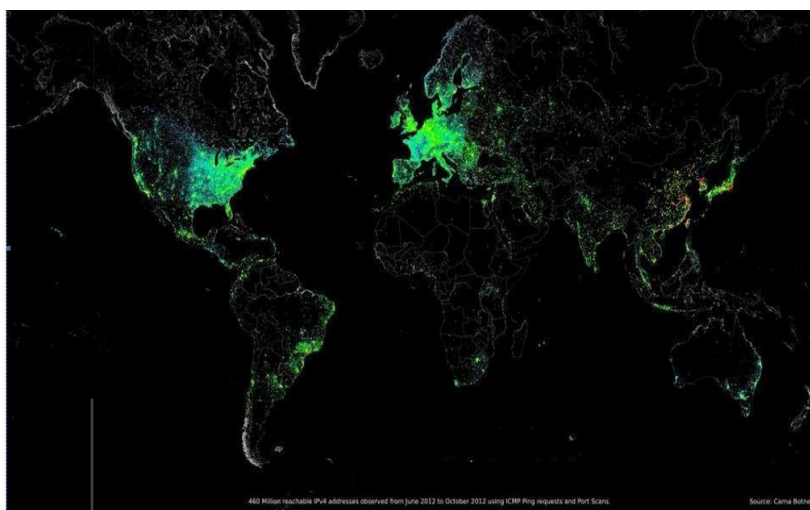 460 Million reachable IPv4 addresses observed from June 2012 to October 2012 using ICMP Ping requests and Port Scans.
Source: Carna Botne